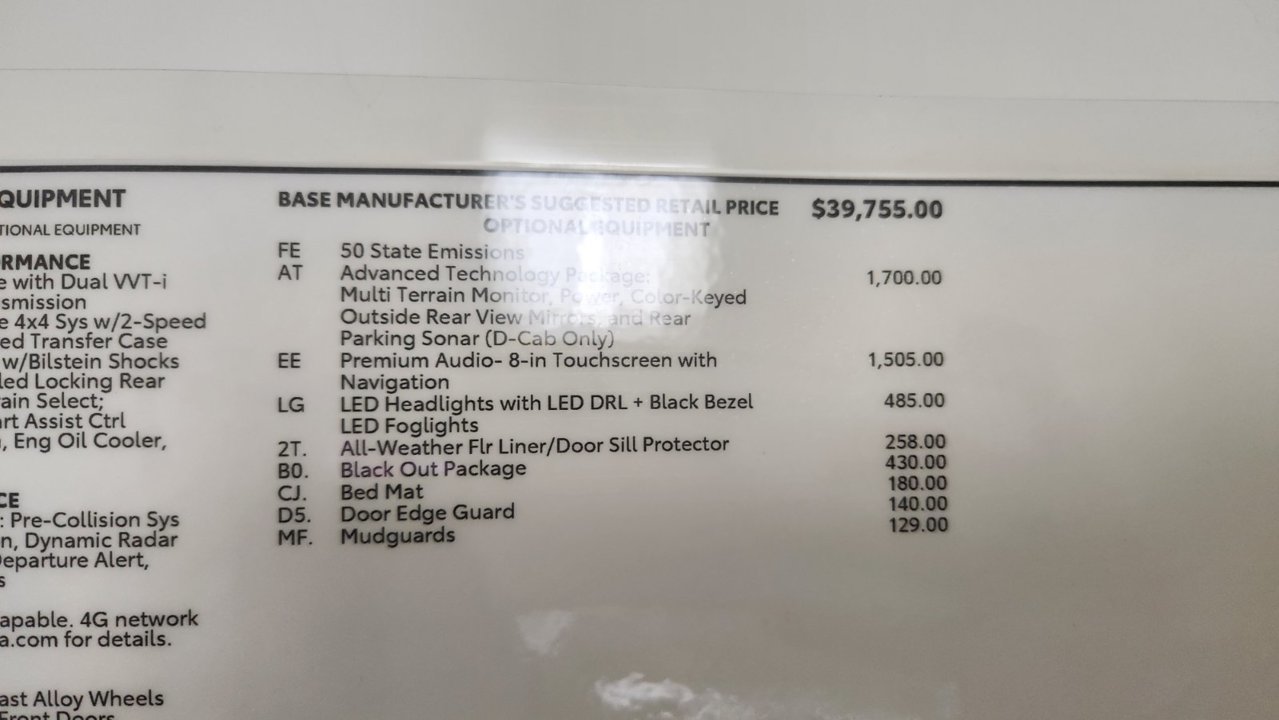 QUIPMENT
TIONAL EQUIPMENT
RMANCE
e with Dual VVT-i
smission
e 4x4 Sys w/2-Speed
ed Transfer Case
w/Bilstein Shocks
led Locking Rear
ain Select;
rt Assist Ctrl
, Eng Oil Cooler,
CE
: Pre-Collision Sys
n, Dynamic Radar
eparture Alert,
s
apable. 4G network
a.com for details.
ast Alloy Wheels
Front Doors
BASE MANUFACTURER'S SUGGESTED RETAIL PRICE $39,755.00
OPTIONAL EQUIPMENT
FE 50 State Emissions
AT Advanced Technology Package: 1,700.00
Multi Terrain Monitor, Power, Color-Keyed
Outside Rear View Mirrors, and Rear
Parking Sonar (D-Cab Only)
EE Premium Audio- 8-in Touchscreen with 1,505.00
Navigation
LG LED Headlights with LED DRL + Black Bezel 485.00
LED Foglights
2T. All-Weather Flr Liner/Door Sill Protector 258.00
B0. Black Out Package 430.00
CJ. Bed Mat 180.00
D5. Door Edge Guard 140.00
MF. Mudguards 129.00